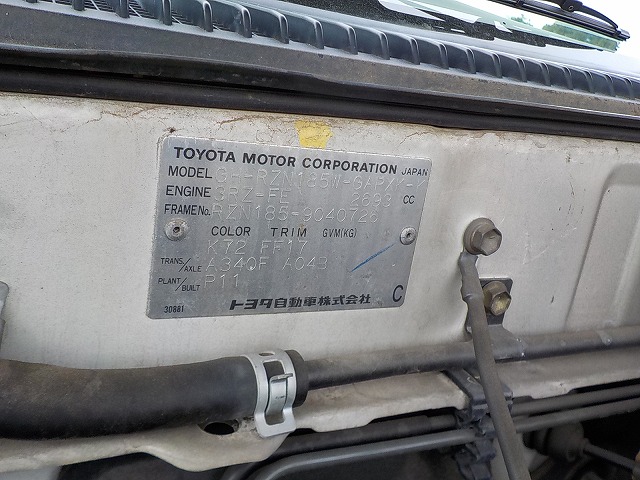 TOYOTA MOTOR CORPORATION JAPAN
MODEL GH-RZN185W-GAPZK-K
ENGINE 3RZ-FE 2693 CC
FRAME No. RZN185-9040726
COLOR TRIM GVM(KG)
K72 FF17
TRANS/AXLE A340F A04B
PLANT/BUILT P11
30881 トヨタ自動車株式会社 C